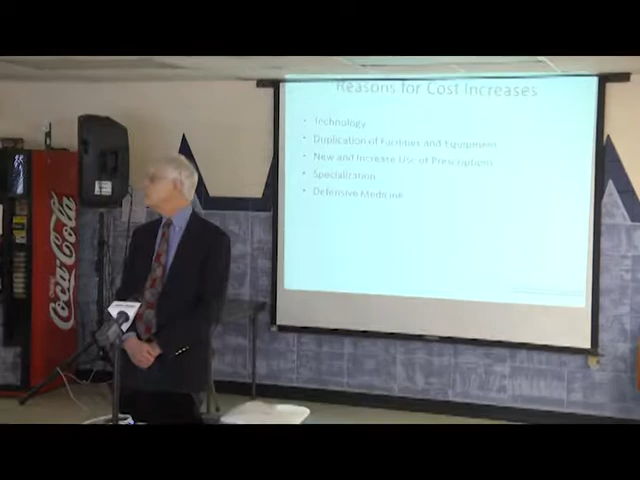 Reasons for Cost Increases
• Technology
• Duplication of Facilities and Equipment
• New and Increase Use of Prescriptions
• Specialization
• Defensive Medicine
Coca-Cola